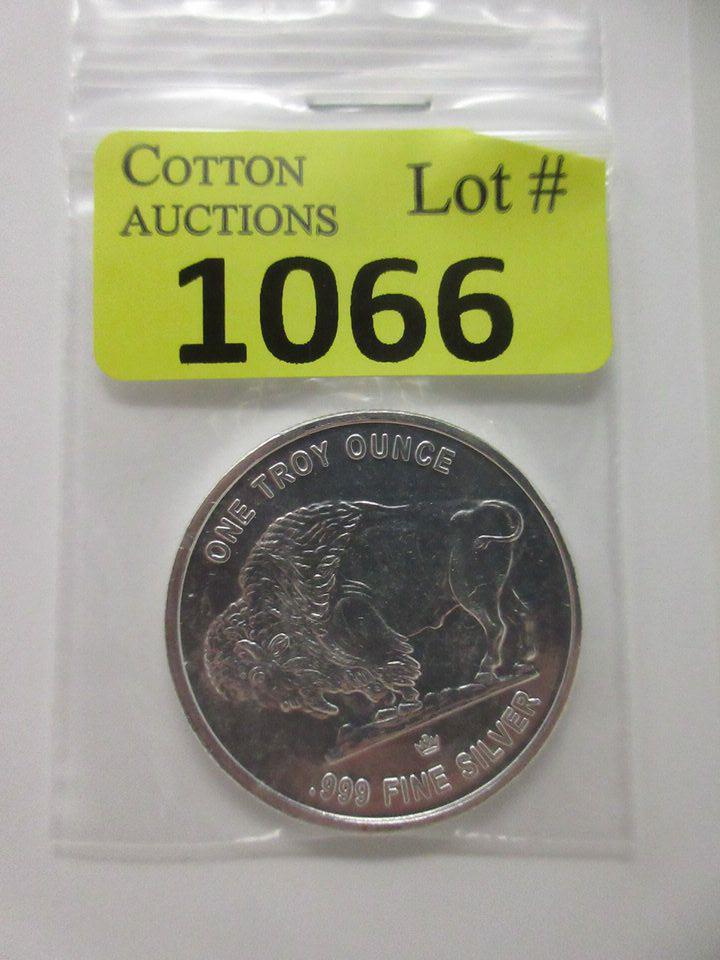 COTTON
AUCTIONS
Lot #
1066
ONE TROY OUNCE
.999 FINE SILVER